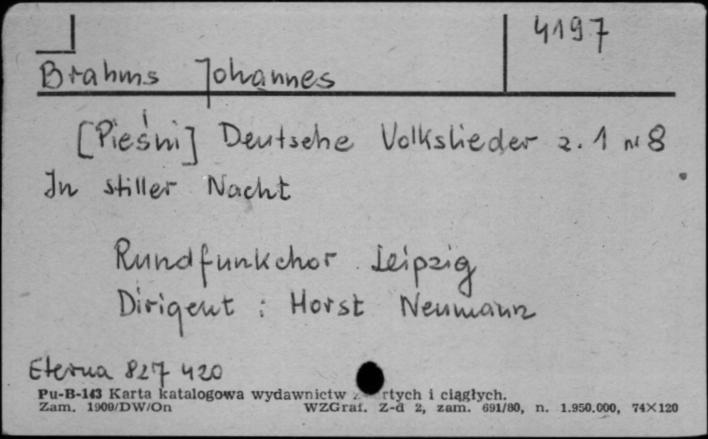 4197
Brahms Johannes
[Pieśni] Deutsche Volkslieder z. 1 nr 8
In stiller Nacht
Rundfunkchor Leipzig
Dirigent : Horst Neumann
Eterna 827 420
Pu-B-143 Karta katalogowa wydawnictw z rtych i ciągłych.
Zam. 1909/DW/On WZGraf. Z-d 2, zam. 691/80, n. 1.950.000, 74×120